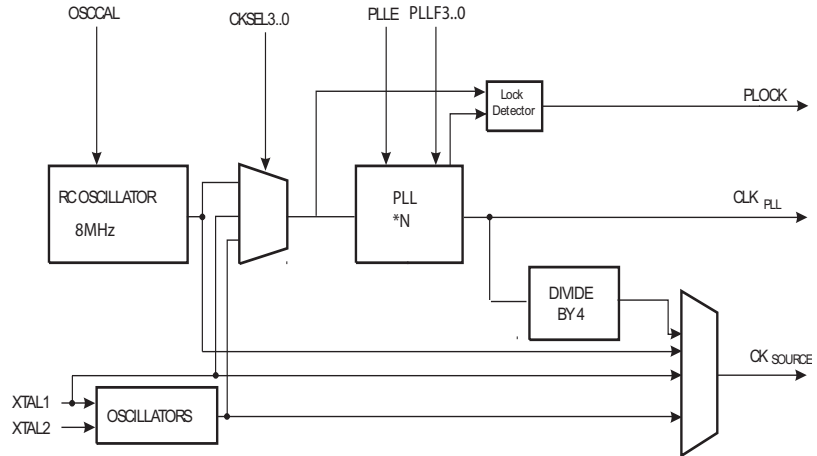 OSCCAL
CKSEL3..0
PLLE
PLLF3..0
Lock
Detector
PLOCK
RC OSCILLATOR
8MHz
PLL
*N
CLK PLL
DIVIDE
BY 4
CK SOURCE
XTAL1
XTAL2
OSCILLATORS